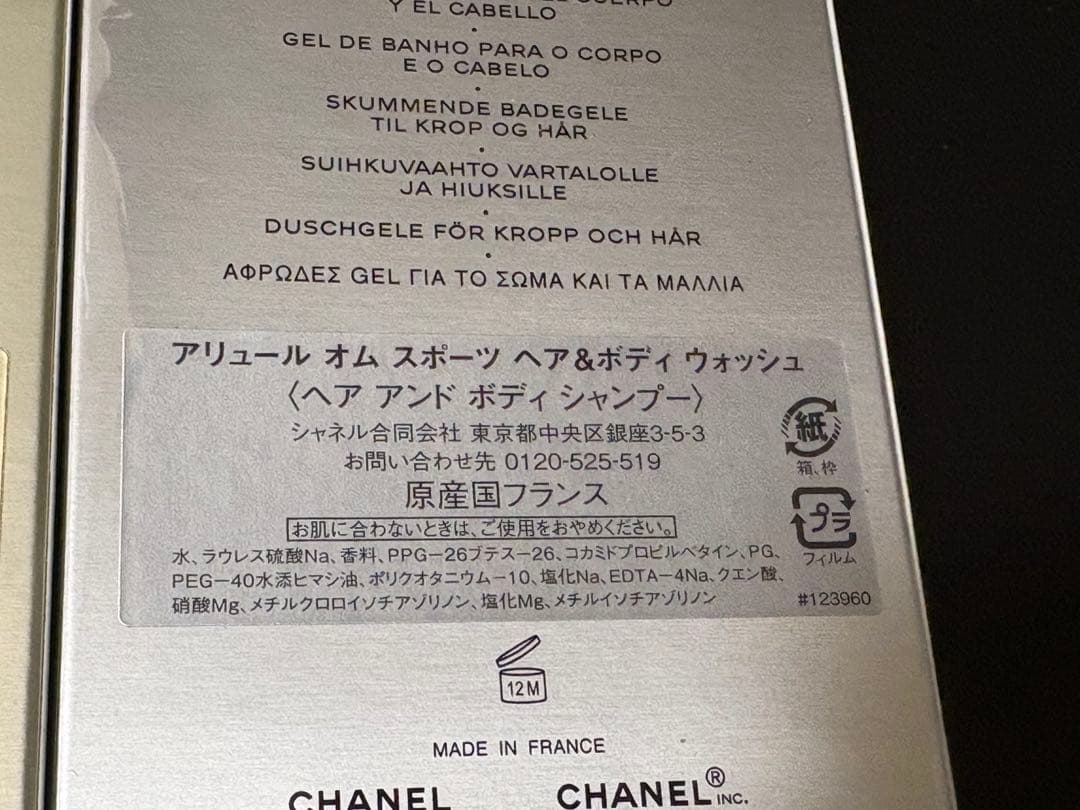 CUERPO
Y EL CABELLO
•
GEL DE BANHO PARA O CORPO
E O CABELO
•
SKUMMENDE BADEGELE
TIL KROP OG HÅR
•
SUIHKUVAAHTO VARTALOLLE
JA HIUKSILLE
•
DUSCHGELE FÖR KROPP OCH HÅR
•
ΑΦΡΩΔΕΣ GEL ΓΙΑ ΤΟ ΣΩΜΑ ΚΑΙ ΤΑ ΜΑΛΛΙΑ
アリュール オム スポーツ ヘア&ボディ ウォッシュ
〈ヘア アンド ボディ シャンプー〉
シャネル合同会社 東京都中央区銀座3-5-3
お問い合わせ先 0120-525-519
原産国フランス
お肌に合わないときは、ご使用をおやめください。
水、ラウレス硫酸Na、香料、PPG-26ブテス-26、コカミドプロピルベタイン、PG、
PEG-40水添ヒマシ油、ポリクオタニウム-10、塩化Na、EDTA-4Na、クエン酸、
硝酸Mg、メチルクロロイソチアゾリノン、塩化Mg、メチルイソチアゾリノン
紙
箱、枠
プラ
フィルム
#123960
12M
MADE IN FRANCE
CHANEL CHANEL® INC.